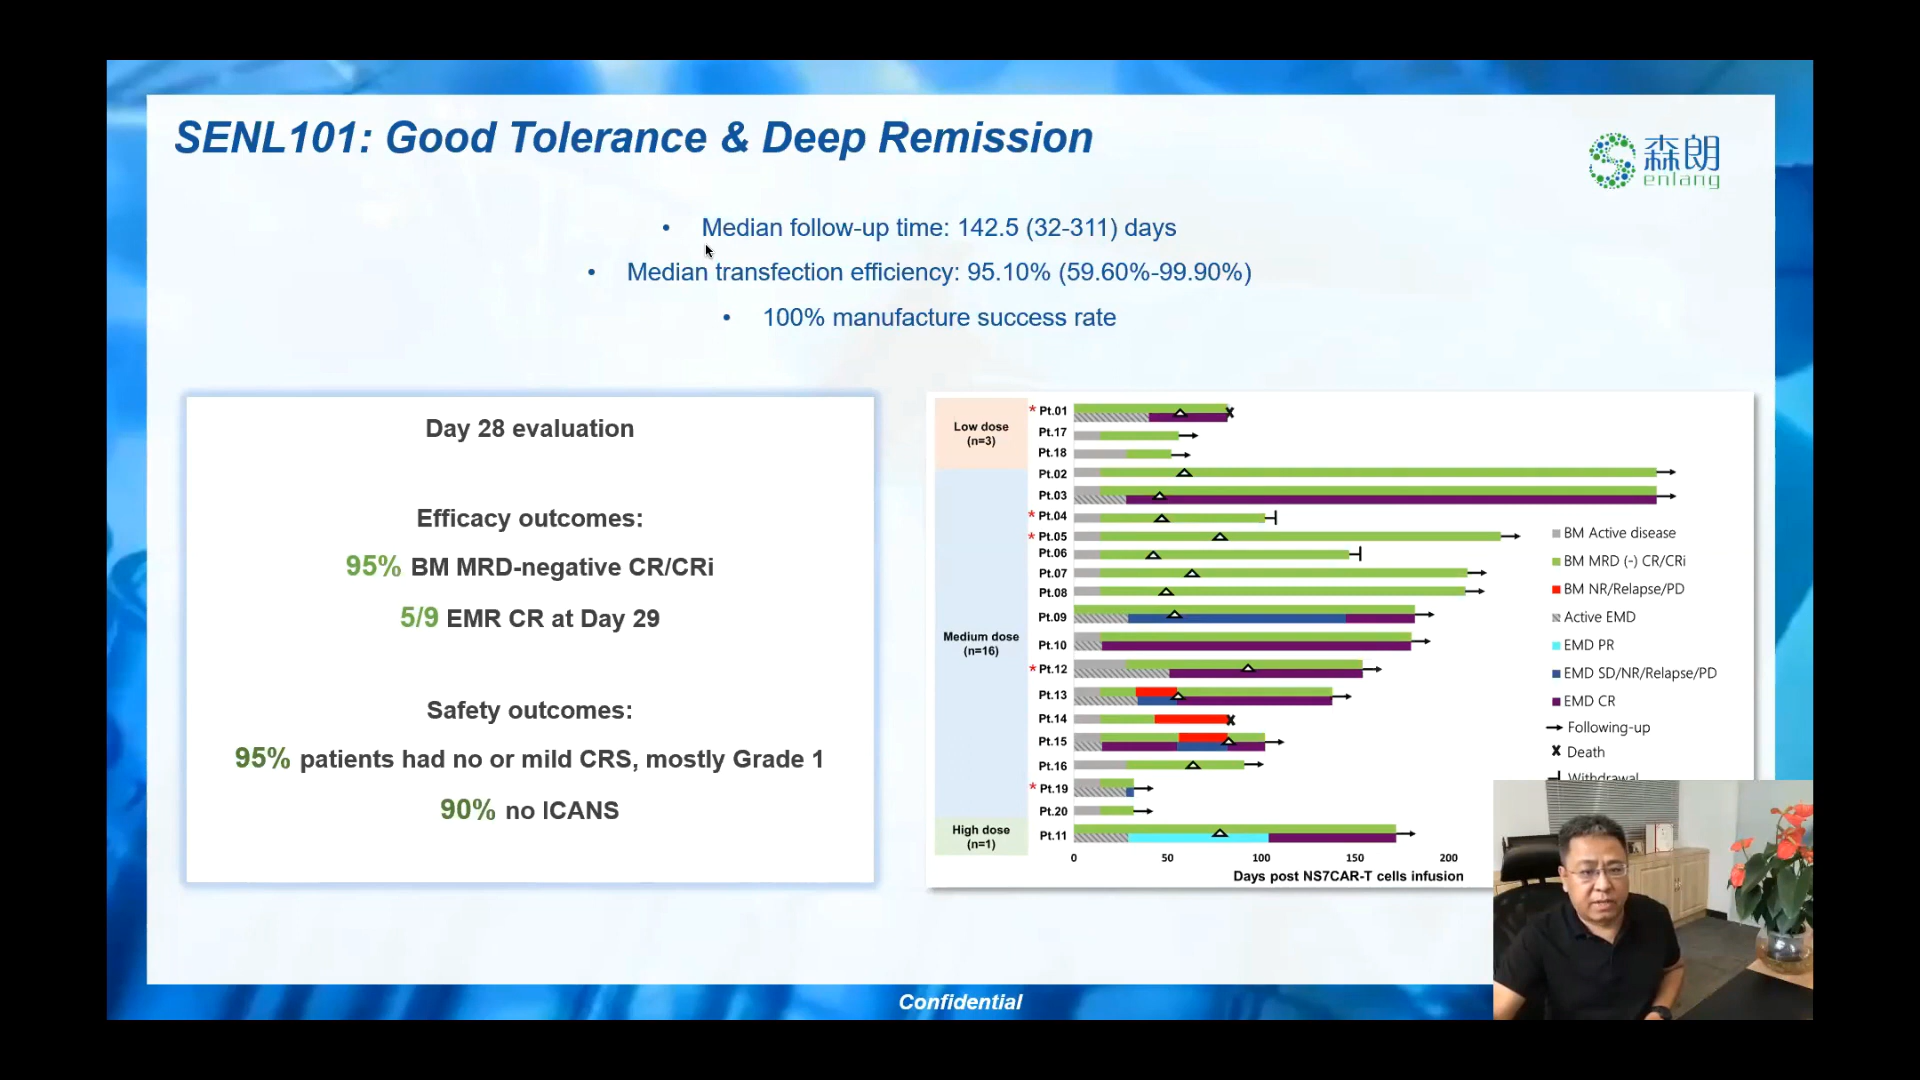 SENL101: Good Tolerance & Deep Remission
森朗
enlang
• Median follow-up time: 142.5 (32-311) days
• Median transfection efficiency: 95.10% (59.60%-99.90%)
• 100% manufacture success rate
Day 28 evaluation
Efficacy outcomes:
95% BM MRD-negative CR/CRi
5/9 EMR CR at Day 29
Safety outcomes:
95% patients had no or mild CRS, mostly Grade 1
90% no ICANS
Low dose
(n=3)
Medium dose
(n=16)
High dose
(n=1)
* Pt.01
Pt.17
Pt.18
Pt.02
Pt.03
* Pt.04
* Pt.05
Pt.06
Pt.07
Pt.08
Pt.09
Pt.10
* Pt.12
Pt.13
Pt.14
Pt.15
Pt.16
* Pt.19
Pt.20
Pt.11
0 50 100 150 200
Days post NS7CAR-T cells infusion
BM Active disease
BM MRD (-) CR/CRi
BM NR/Relapse/PD
Active EMD
EMD PR
EMD SD/NR/Relapse/PD
EMD CR
Following-up
Death
Withdrawal
Confidential